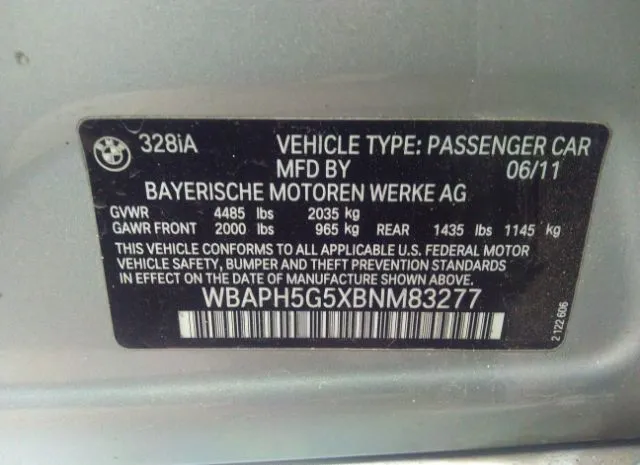 BMW
328iA VEHICLE TYPE: PASSENGER CAR
MFD BY 06/11
BAYERISCHE MOTOREN WERKE AG
GVWR 4485 lbs 2035 kg
GAWR FRONT 2000 lbs 965 kg REAR 1435 lbs 1145 kg
THIS VEHICLE CONFORMS TO ALL APPLICABLE U.S. FEDERAL MOTOR
VEHICLE SAFETY, BUMPER AND THEFT PREVENTION STANDARDS
IN EFFECT ON THE DATE OF MANUFACTURE SHOWN ABOVE.
WBAPH5G5XBNM83277
2 122 606